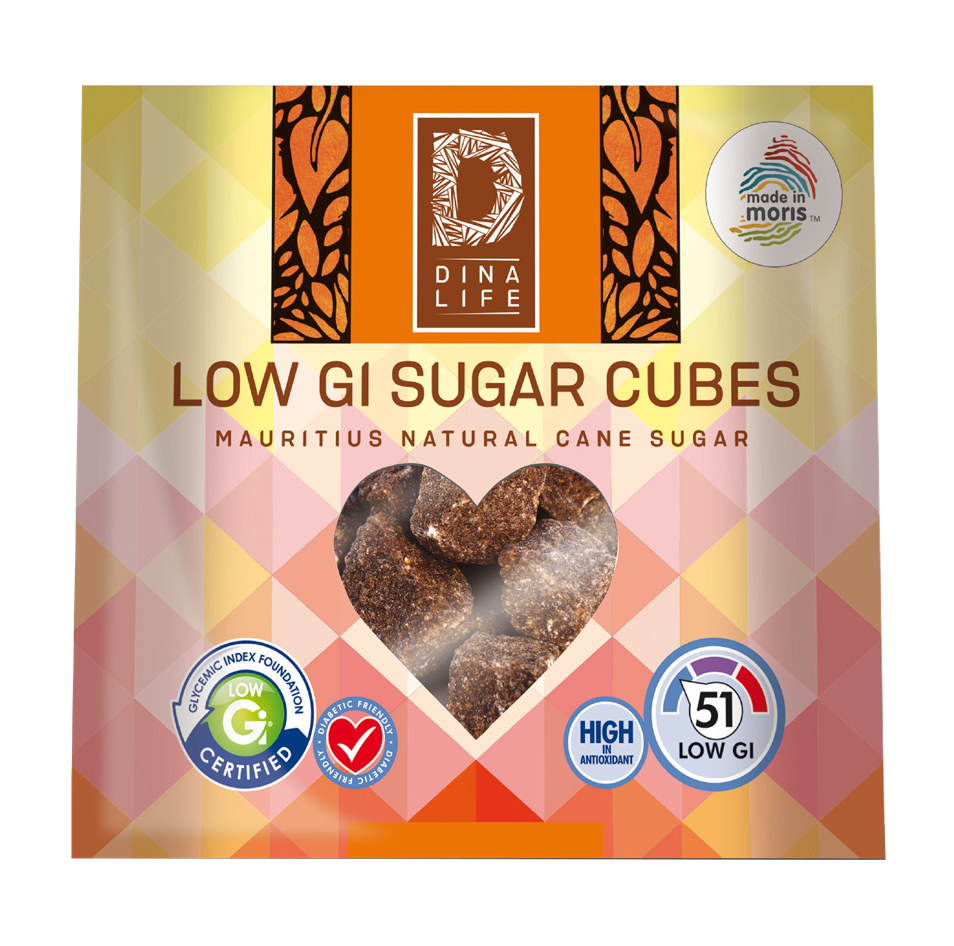 DINA
LIFE
made in
moris TM
LOW GI SUGAR CUBES
MAURITIUS NATURAL CANE SUGAR
GLYCEMIC INDEX FOUNDATION
LOW
Gi®
CERTIFIED
• DIABETIC FRIENDLY •
DIABETIC FRIENDLY
HIGH
IN
ANTIOXIDANT
51
LOW GI